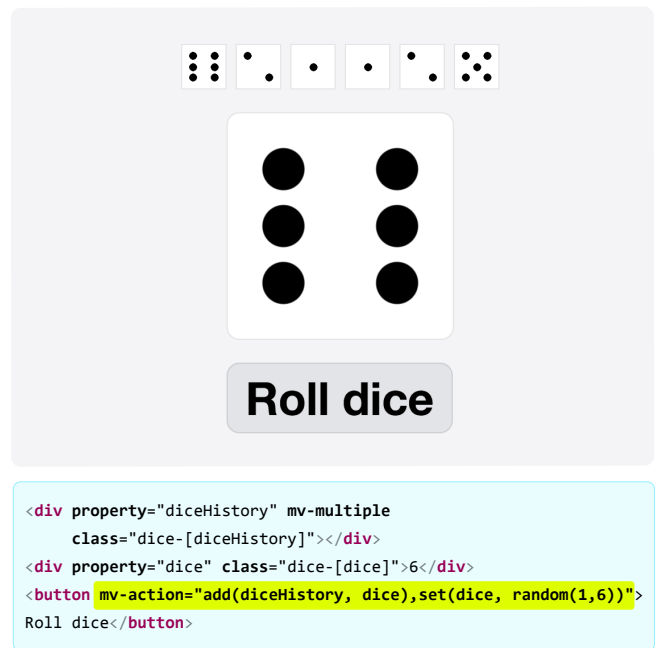 Roll dice
<div property="diceHistory" mv-multiple
class="dice-[diceHistory]"></div>
<div property="dice" class="dice-[dice]">6</div>
<button mv-action="add(diceHistory, dice),set(dice, random(1,6))">
Roll dice</button>